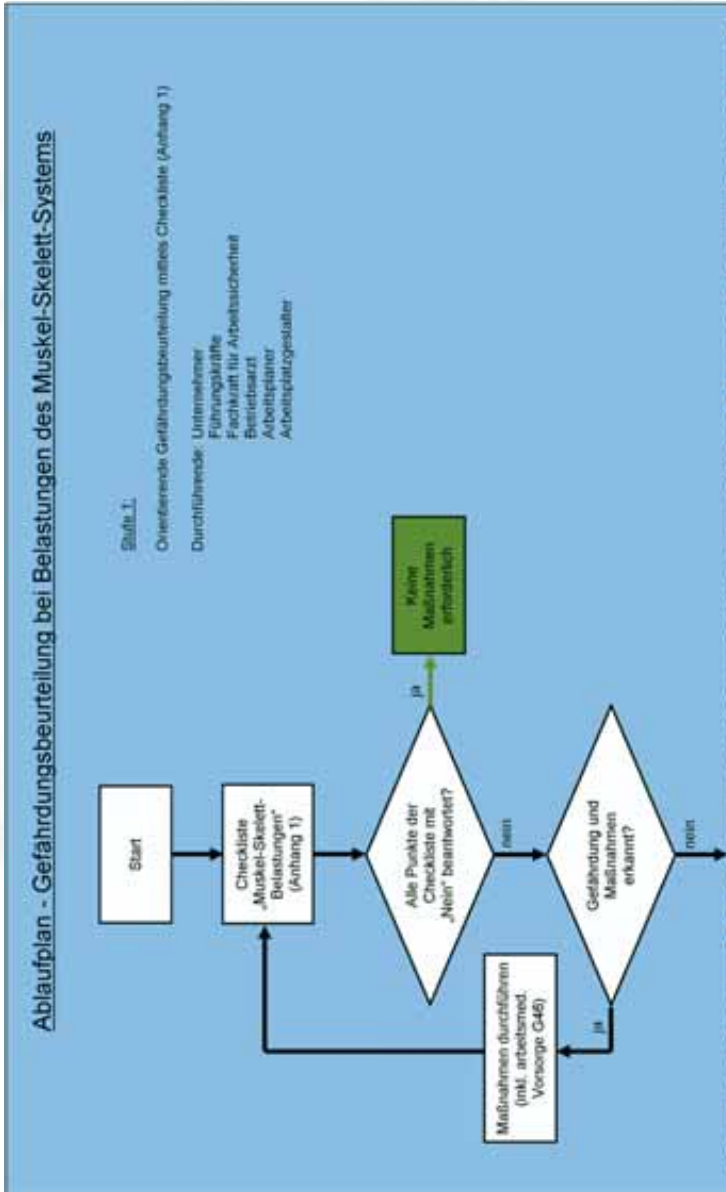 Ablaufplan - Gefährdungsbeurteilung bei Belastungen des Muskel-Skelett-Systems
Stufe 1:
Orientierende Gefährdungsbeurteilung mittels Checkliste (Anhang 1)
Durchführende: Unternehmer
Führungskräfte
Fachkraft für Arbeitssicherheit
Betriebsarzt
Arbeitsplaner
Arbeitsplatzgestalter
Start
Checkliste
„Muskel-Skelett-
Belastungen"
(Anhang 1)
Alle Punkte der
Checkliste mit
„Nein" beantwortet?
ja
Keine
Maßnahmen
erforderlich
nein
Gefährdung und
Maßnahmen
erkannt?
ja
Maßnahmen durchführen
(inkl. arbeitsmed.
Vorsorge G46)
nein